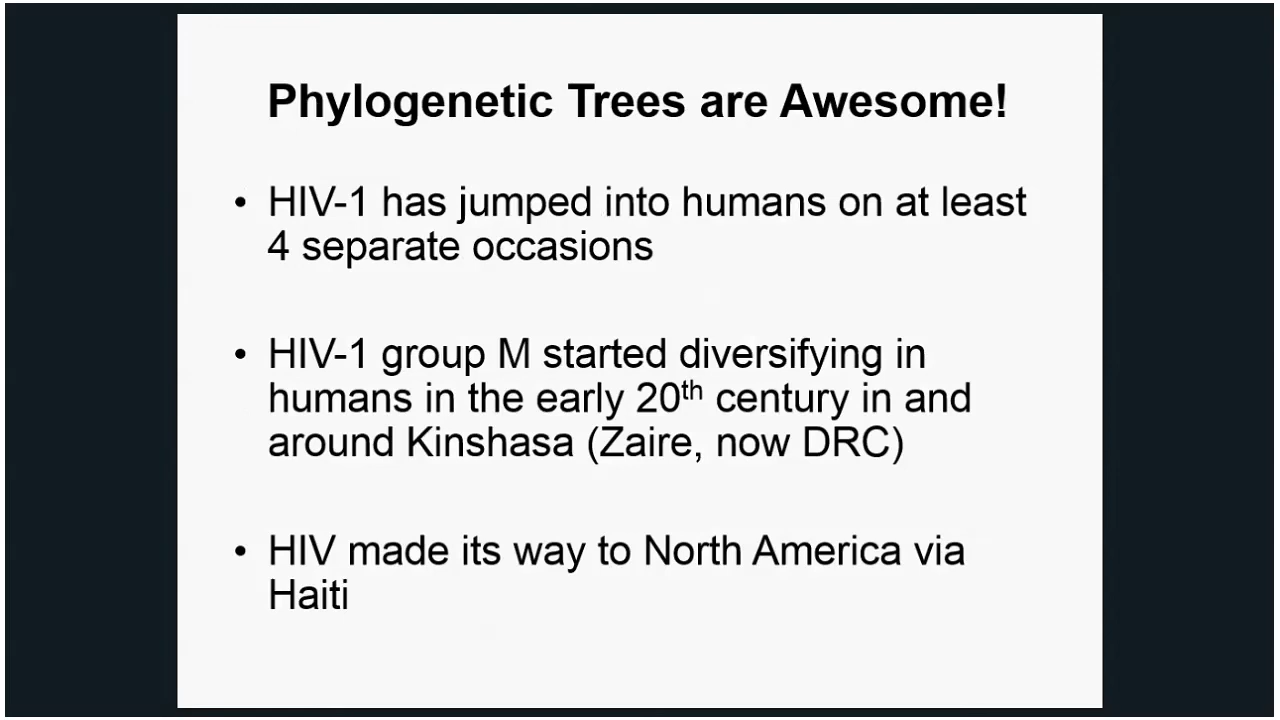 Phylogenetic Trees are Awesome!
• HIV-1 has jumped into humans on at least
4 separate occasions
• HIV-1 group M started diversifying in
humans in the early 20th century in and
around Kinshasa (Zaire, now DRC)
• HIV made its way to North America via
Haiti